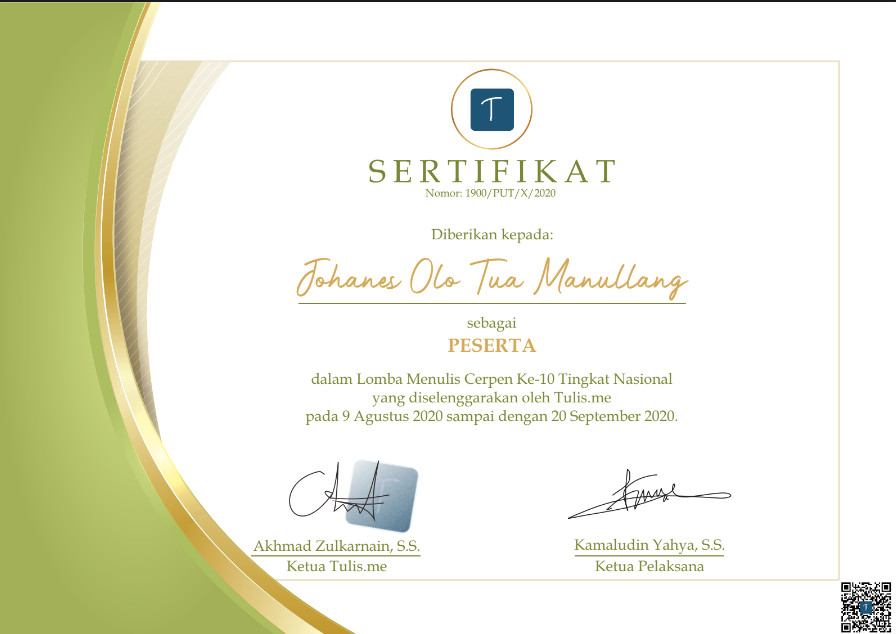 T
SERTIFIKAT
Nomor: 1900/PUT/X/2020
Diberikan kepada:
Johanes Olo Tua Manullang
sebagai
PESERTA
dalam Lomba Menulis Cerpen Ke-10 Tingkat Nasional
yang diselenggarakan oleh Tulis.me
pada 9 Agustus 2020 sampai dengan 20 September 2020.
Akhmad Zulkarnain, S.S.
Ketua Tulis.me
Kamaludin Yahya, S.S.
Ketua Pelaksana